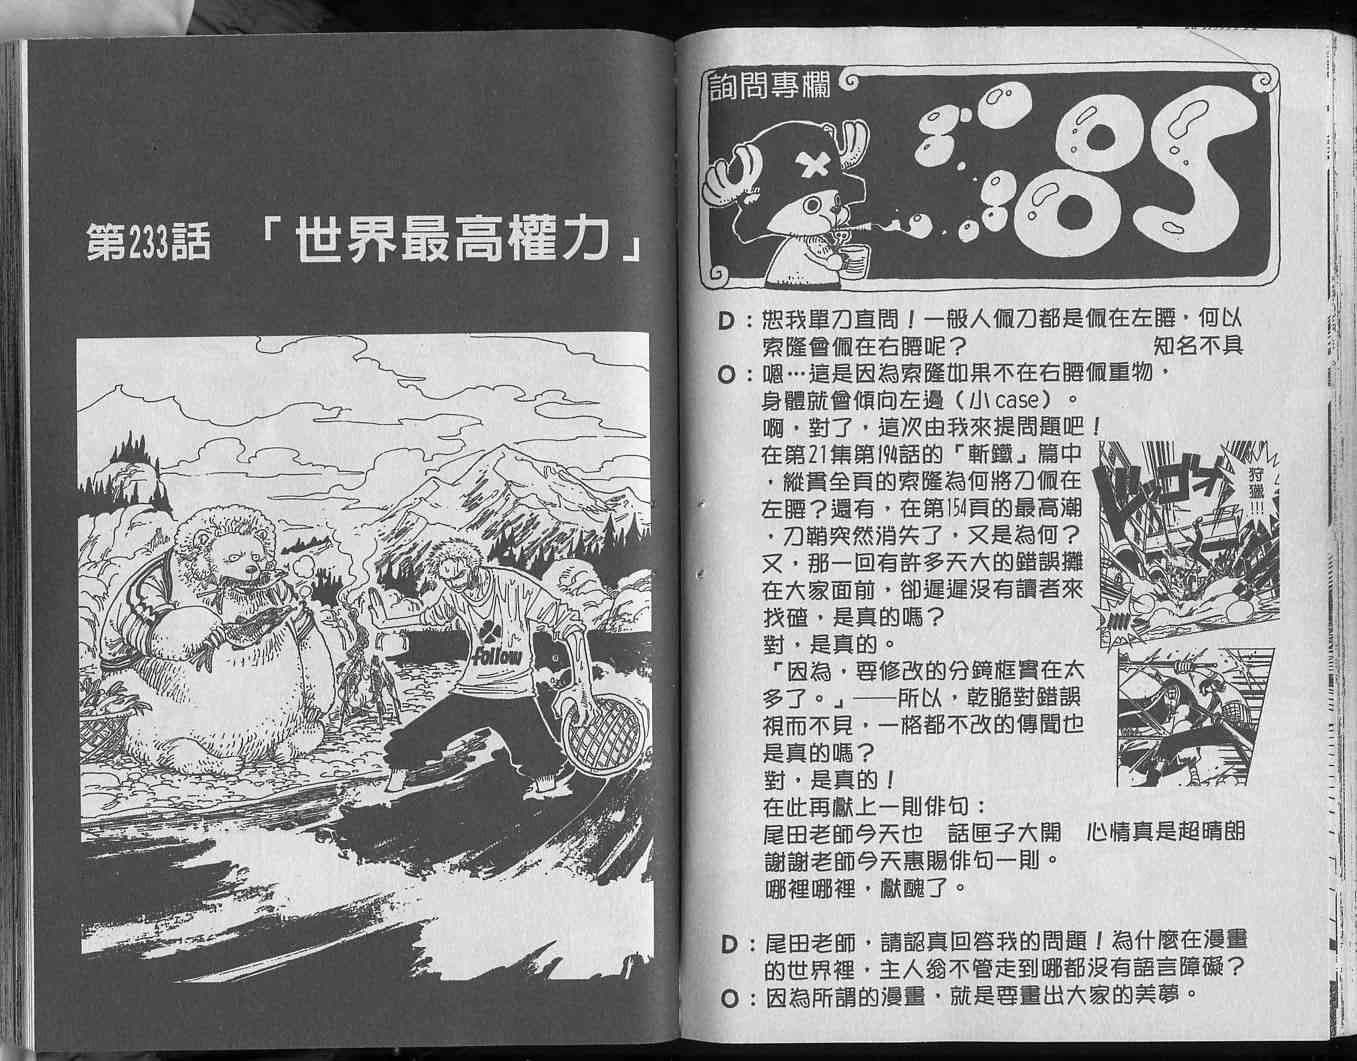 第233話 「世界最高權力」
follow
詢問專欄
SBS
D：恕我單刀直問！一般人佩刀都是佩在左腰，何以
索隆會佩在右腰呢？ 知名不具
O：嗯…這是因為索隆如果不在右腰佩重物，
身體就會傾向左邊（小case）。
啊，對了，這次由我來提問題吧！
在第21集第194話的「斬鐵」篇中
，縱貫全頁的索隆為何將刀佩在
左腰？還有，在第154頁的最高潮
，刀鞘突然消失了，又是為何？
又，那一回有許多天大的錯誤攤
在大家面前，卻遲遲沒有讀者來
找碴，是真的嗎？
對，是真的。
「因為，要修改的分鏡框實在太
多了。」──所以，乾脆對錯誤
視而不見，一格都不改的傳聞也
是真的嗎？
對，是真的！
在此再獻上一則俳句：
尾田老師今天也 話匣子大開 心情真是超晴朗
謝謝老師今天惠賜俳句一則。
哪裡哪裡，獻醜了。
狩獵!!!
ドゴオ
!!!!
D：尾田老師，請認真回答我的問題！為什麼在漫畫
的世界裡，主人翁不管走到哪都沒有語言障礙？
O：因為所謂的漫畫，就是要畫出大家的美夢。